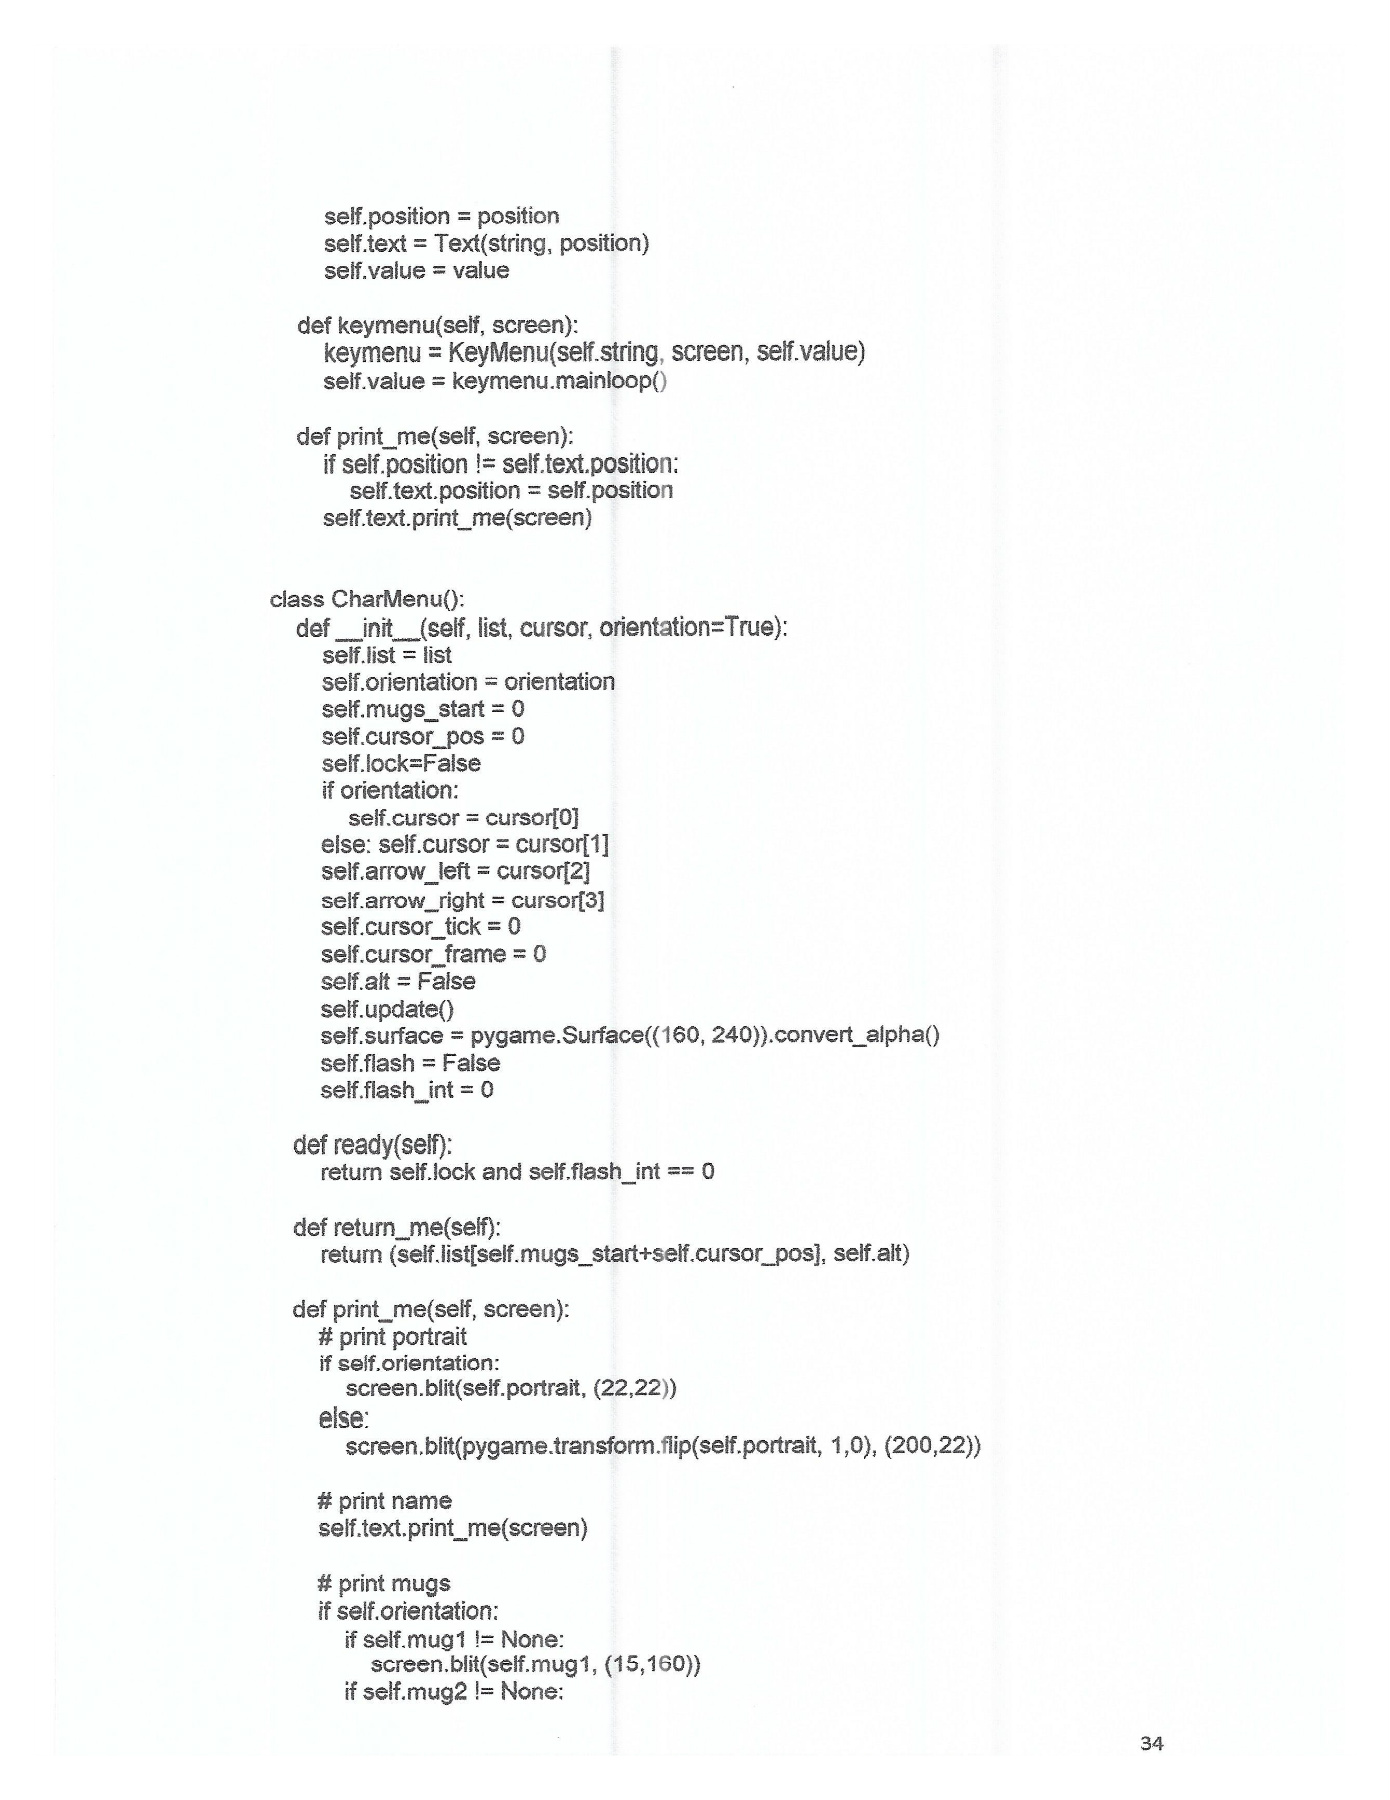 self.position = position
self.text = Text(string, position)
self.value = value
def keymenu(self, screen):
keymenu = KeyMenu(self.string, screen, self.value)
self.value = keymenu.mainloop()
def print_me(self, screen):
if self.position != self.text.position:
self.text.position = self.position
self.text.print_me(screen)
class CharMenu():
def __init__(self, list, cursor, orientation=True):
self.list = list
self.orientation = orientation
self.mugs_start = 0
self.cursor_pos = 0
self.lock=False
if orientation:
self.cursor = cursor[0]
else: self.cursor = cursor[1]
self.arrow_left = cursor[2]
self.arrow_right = cursor[3]
self.cursor_tick = 0
self.cursor_frame = 0
self.alt = False
self.update()
self.surface = pygame.Surface((160, 240)).convert_alpha()
self.flash = False
self.flash_int = 0
def ready(self):
return self.lock and self.flash_int == 0
def return_me(self):
return (self.list[self.mugs_start+self.cursor_pos], self.alt)
def print_me(self, screen):
# print portrait
if self.orientation:
screen.blit(self.portrait, (22,22))
else:
screen.blit(pygame.transform.flip(self.portrait, 1,0), (200,22))
# print name
self.text.print_me(screen)
# print mugs
if self.orientation:
if self.mug1 != None:
screen.blit(self.mug1, (15,160))
if self.mug2 != None:
34